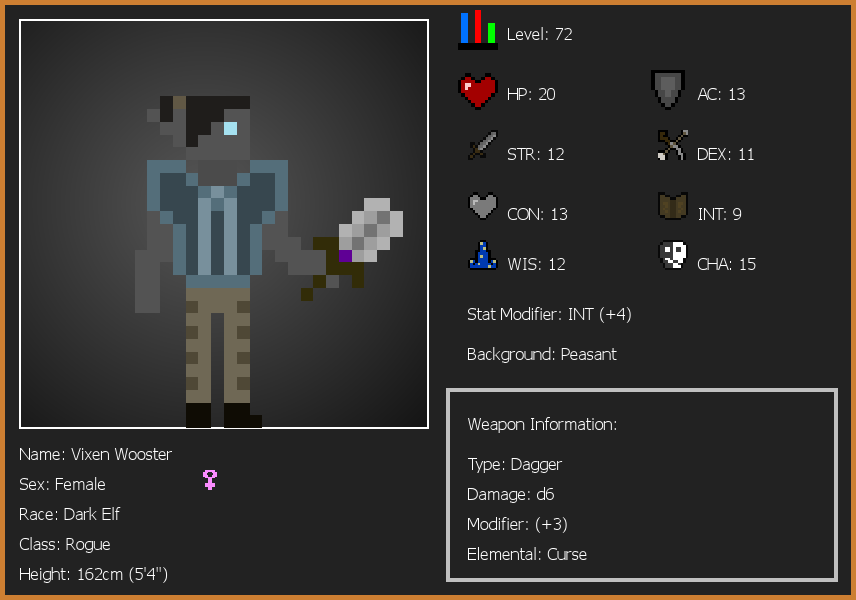 Level: 72
HP: 20
AC: 13
STR: 12
DEX: 11
CON: 13
INT: 9
WIS: 12
CHA: 15
Stat Modifier: INT (+4)
Background: Peasant
Weapon Information:
Type: Dagger
Damage: d6
Modifier: (+3)
Elemental: Curse
Name: Vixen Wooster
Sex: Female
Race: Dark Elf
Class: Rogue
Height: 162cm (5'4")